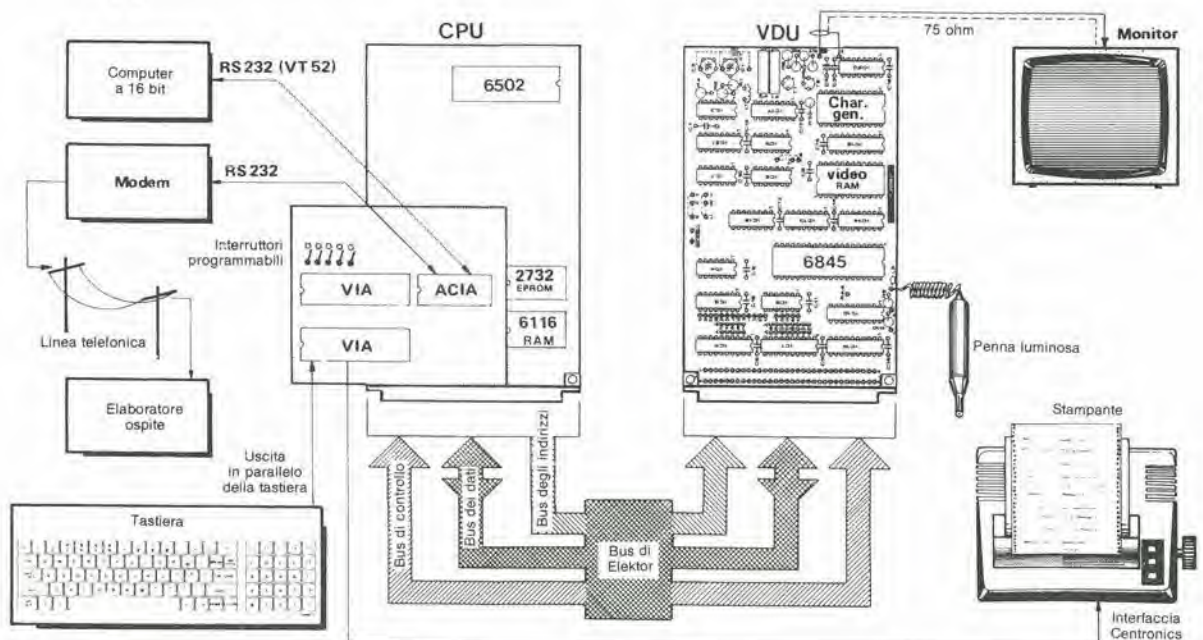 CPU
VDU
75 ohm
Monitor
Computer
a 16 bit
RS 232 (VT 52)
6502
Char.
gen.
Modem
RS 232
video
RAM
Interruttori
programmabili
VIA
ACIA
2732
EPROM
6845
6116
RAM
VIA
Linea telefonica
Penna luminosa
Elaboratore
ospite
Stampante
Uscita
in parallelo
della tastiera
Bus di controllo
Bus dei dati
Bus degli indirizzi
Tastiera
Bus di
Elektor
Interfaccia
Centronics